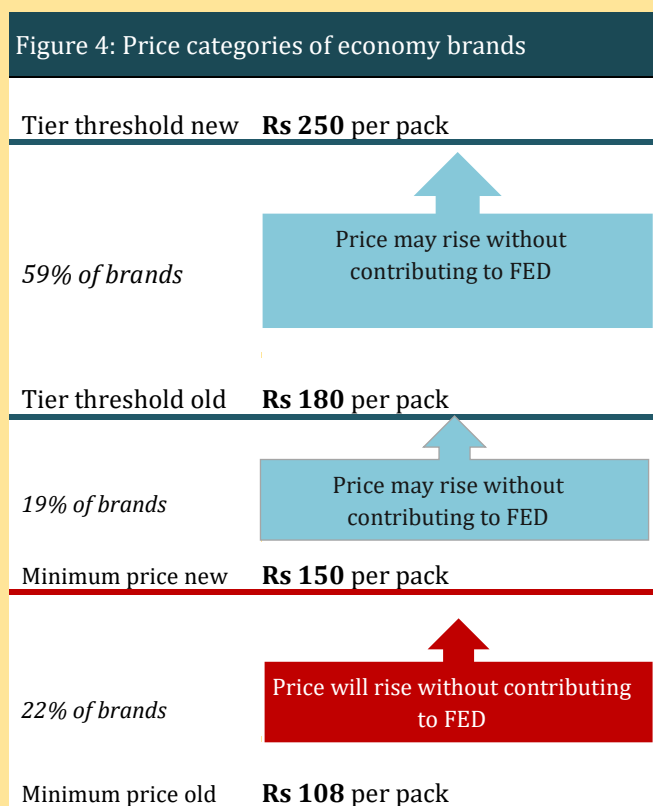 Figure 4: Price categories of economy brands
Tier threshold new Rs 250 per pack
Price may rise without
contributing to FED
59% of brands
Tier threshold old Rs 180 per pack
Price may rise without
contributing to FED
19% of brands
Minimum price new Rs 150 per pack
Price will rise without contributing
to FED
22% of brands
Minimum price old Rs 108 per pack